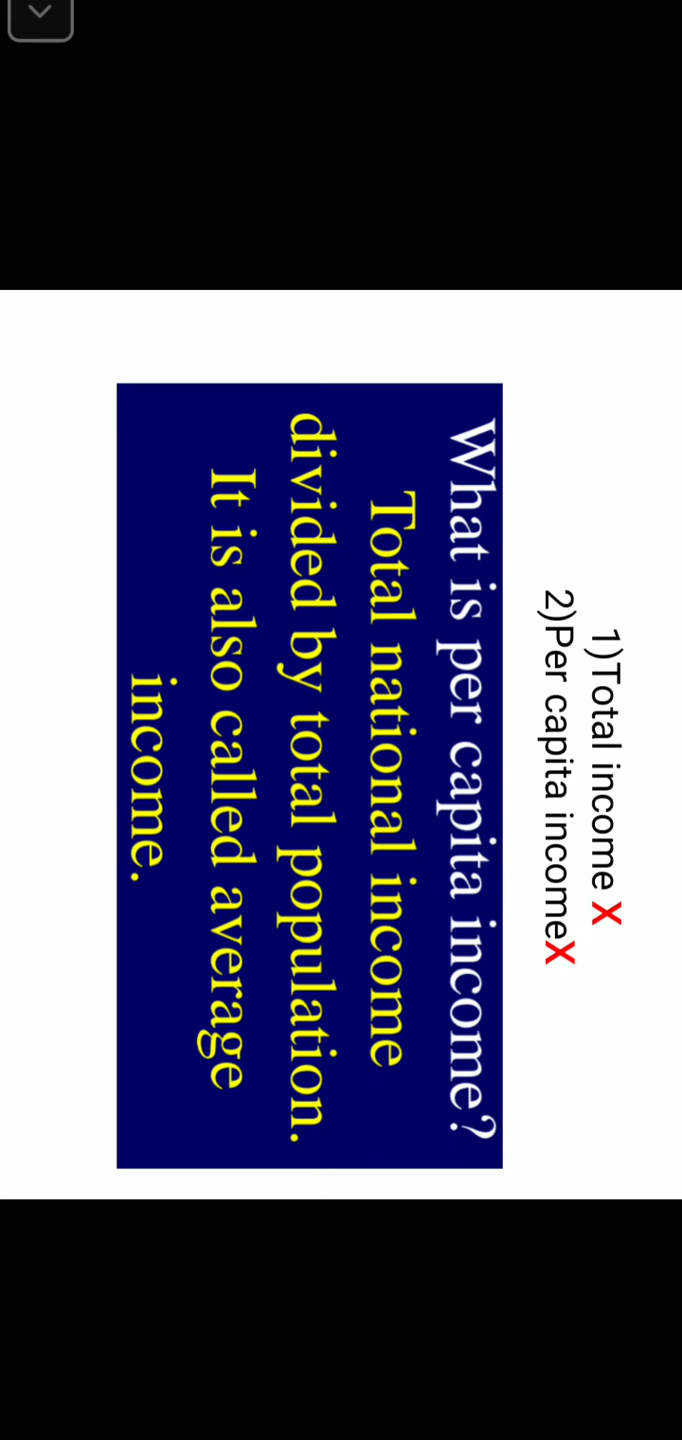 1)Total income X
2)Per capita incomeX
What is per capita income?
Total national income
divided by total population.
It is also called average
income.